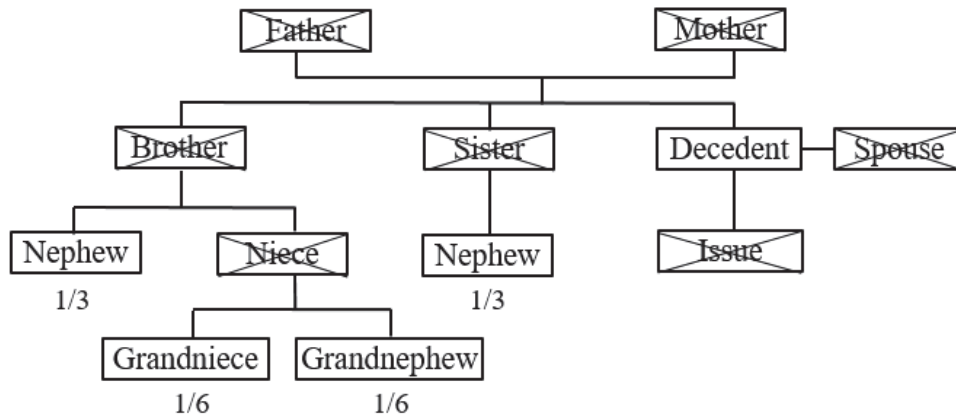 Father Mother
Brother Sister Decedent Spouse
Nephew Niece Nephew Issue
1/3 1/3
Grandniece Grandnephew
1/6 1/6